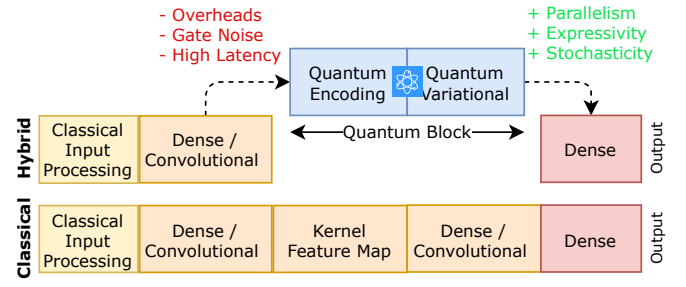 - Overheads
- Gate Noise
- High Latency
+ Parallelism
+ Expressivity
+ Stochasticity
Quantum
Encoding
Quantum
Variational
Quantum Block
Hybrid
Classical
Input
Processing
Dense /
Convolutional
Dense
Output
Classical
Classical
Input
Processing
Dense /
Convolutional
Kernel
Feature Map
Dense /
Convolutional
Dense
Output